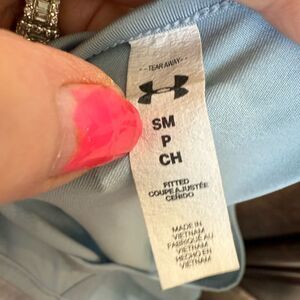 --TEAR AWAY--
SM
P
CH
FITTED
COUPE AJUSTÉE
CEÑIDO
MADE IN
VIETNAM
FABRIQUÉ AU
VIETNAM
HECHO EN
VIETNAM